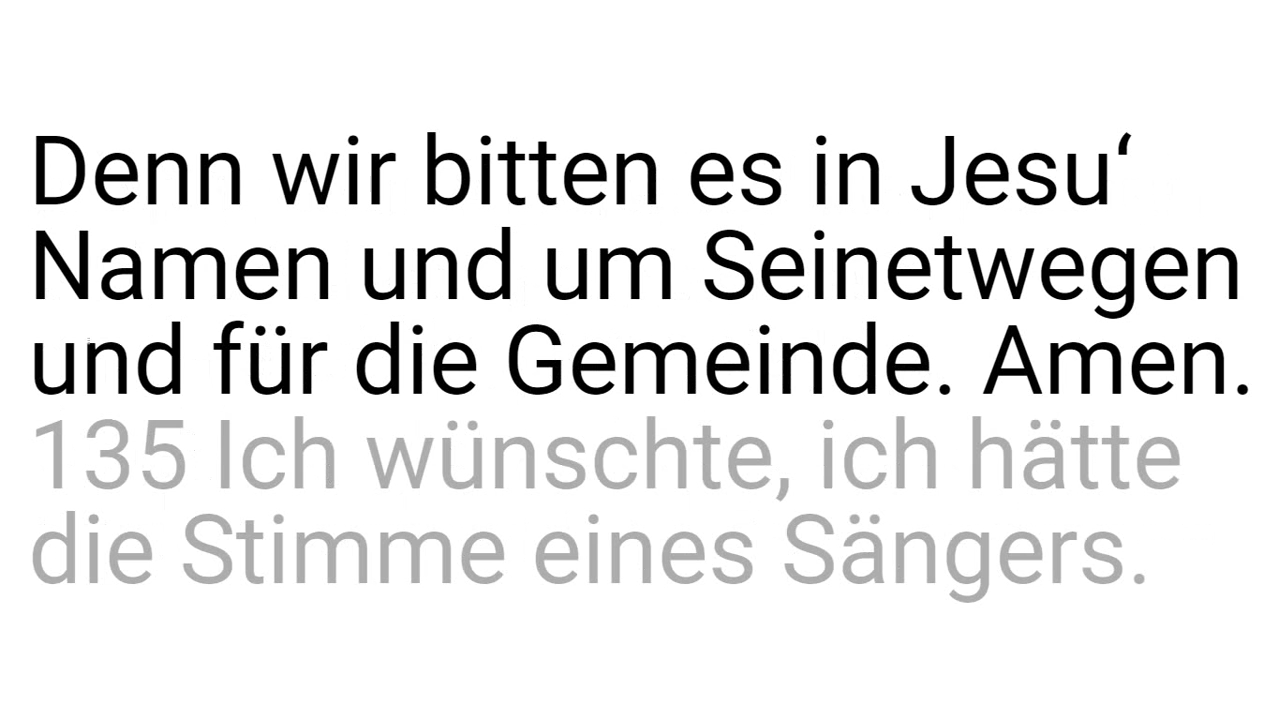 Denn wir bitten es in Jesu‘
Namen und um Seinetwegen
und für die Gemeinde. Amen.
135 Ich wünschte, ich hätte
die Stimme eines Sängers.